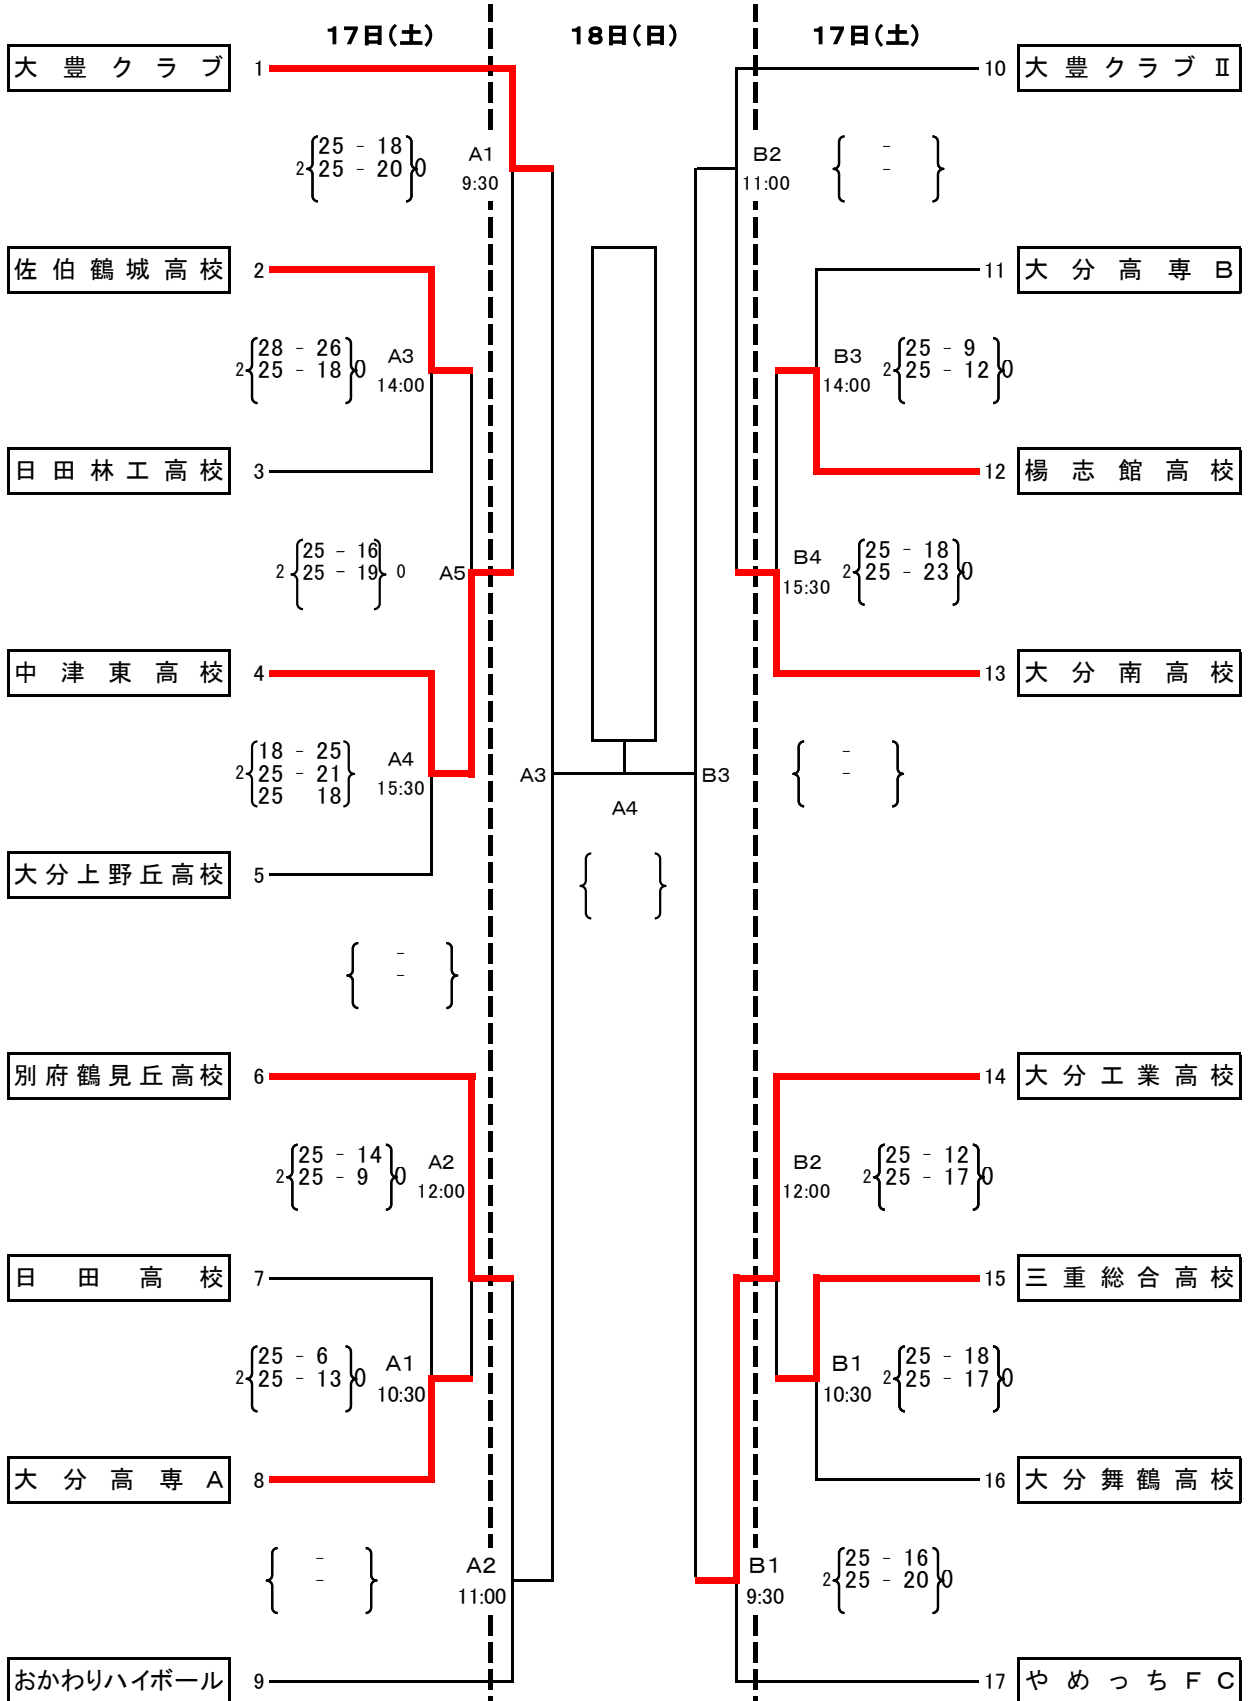 17日(土) 18日(日) 17日(土)
大豊クラブ 1
10 大豊クラブⅡ
25 - 18
2 25 - 20 0
A1
9:30
B2
11:00
-
-
佐伯鶴城高校 2
11 大分高専B
28 - 26
2 25 - 18 0
A3
14:00
B3
14:00
25 - 9
2 25 - 12 0
日田林工高校 3
12 楊志館高校
25 - 16
2 25 - 19 0
A5
B4
15:30
25 - 18
2 25 - 23 0
中津東高校 4
13 大分南高校
18 - 25
2 25 - 21
25 18
A4
15:30
A3
B3
A4
-
-
大分上野丘高校 5
-
-
別府鶴見丘高校 6
14 大分工業高校
25 - 14
2 25 - 9 0
A2
12:00
B2
12:00
25 - 12
2 25 - 17 0
日田高校 7
15 三重総合高校
25 - 6
2 25 - 13 0
A1
10:30
B1
10:30
25 - 18
2 25 - 17 0
大分高専A 8
16 大分舞鶴高校
-
-
A2
11:00
B1
9:30
25 - 16
2 25 - 20 0
おかわりハイボール 9
17 やめっちFC